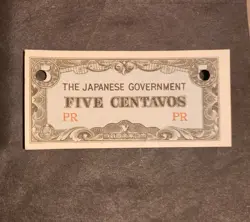 THE JAPANESE GOVERNMENT
FIVE CENTAVOS
PR PR